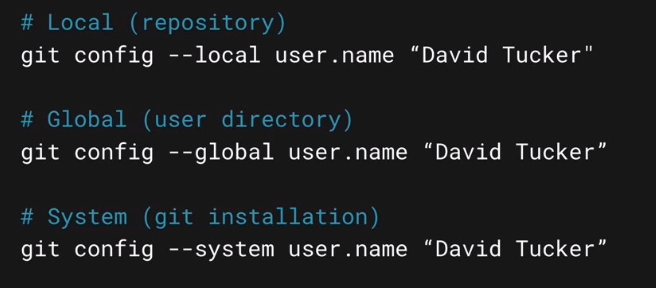 # Local (repository)
git config --local user.name “David Tucker"
# Global (user directory)
git config --global user.name “David Tucker”
# System (git installation)
git config --system user.name “David Tucker”